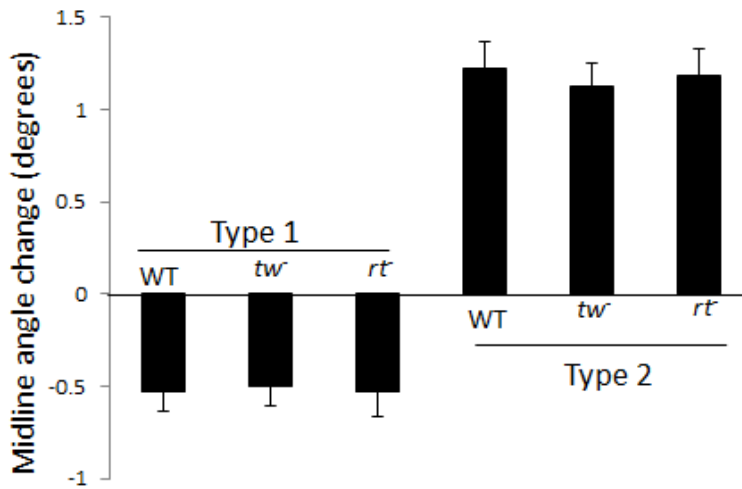 Midline angle change (degrees)
1.5
1
0.5
0
-0.5
-1
Type 1
WT tw- rt-
WT tw- rt-
Type 2